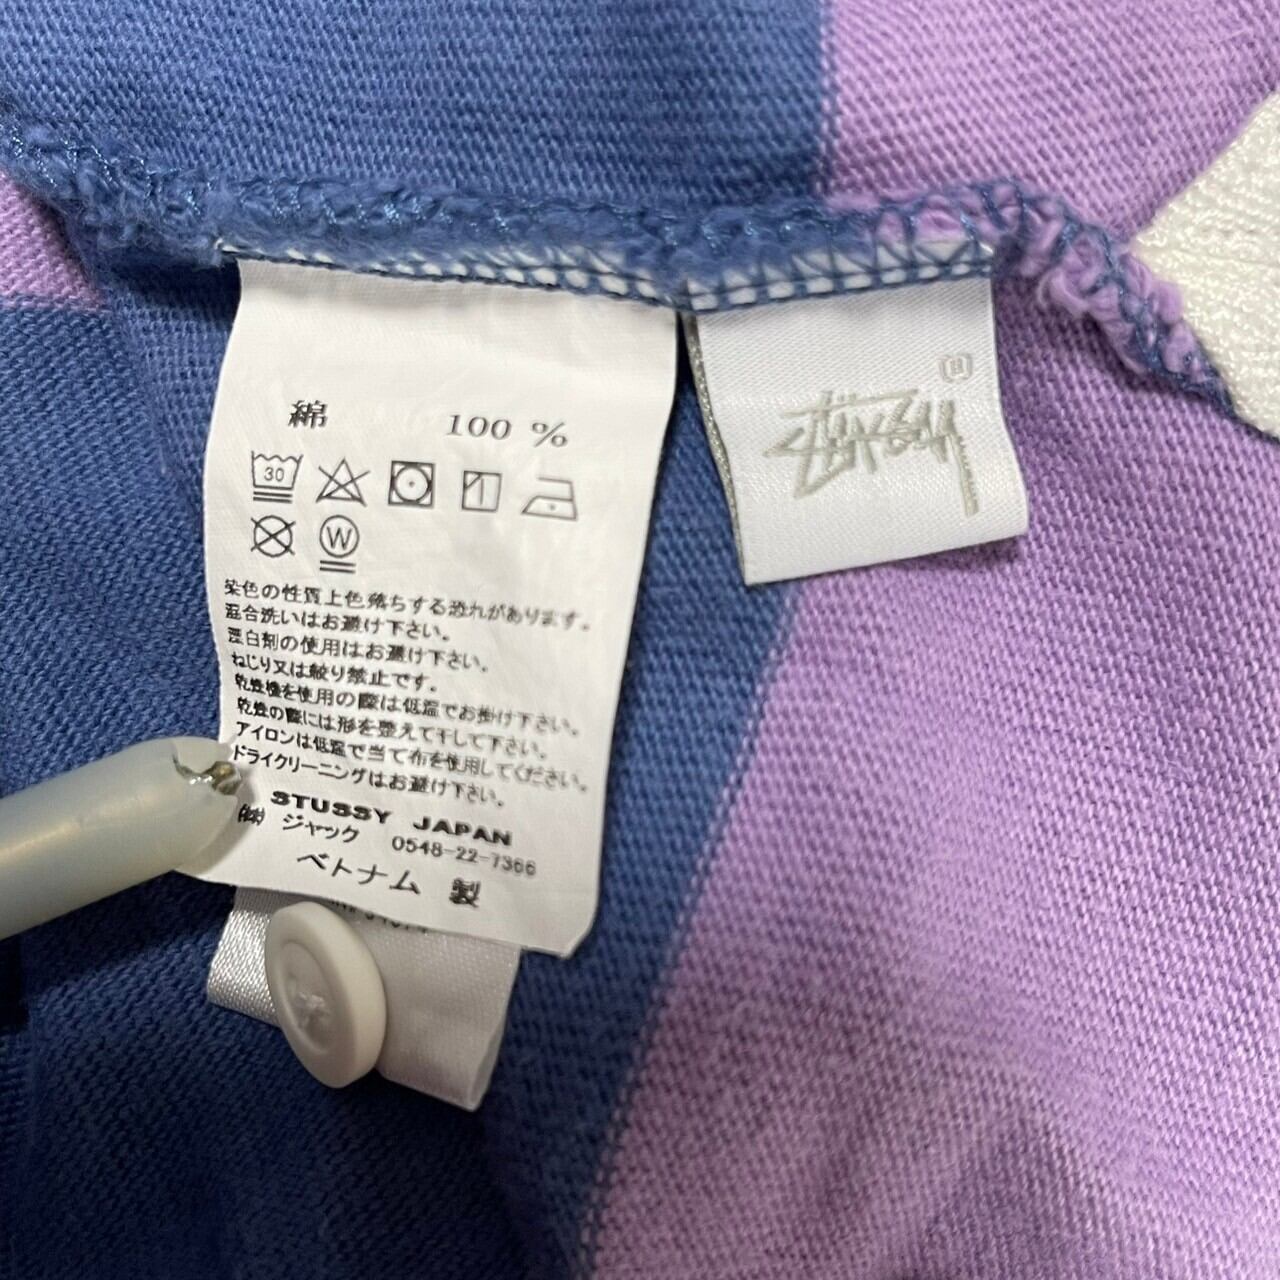 綿 100 %
30
W
染色の性質上色落ちする恐れがあります。
混合洗いはお避け下さい。
漂白剤の使用はお避け下さい。
ねじり又は絞り禁止です。
乾燥機を使用の際は低温でお掛け下さい。
乾燥の際には形を整えて干して下さい。
アイロンは低温で当て布を使用してください。
ドライクリーニングはお避け下さい。
STUSSY JAPAN
㈱ ジャック 0548-22-7366
ベトナム 製
Stüssy